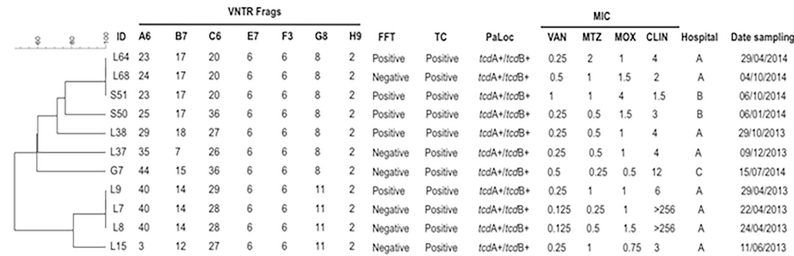 VNTR Frags MIC
60 80 100 ID A6 B7 C6 E7 F3 G8 H9 FFT TC PaLoc VAN MTZ MOX CLIN Hospital Date sampling
L64 23 17 20 6 6 8 2 Positive Positive tcdA+/tcdB+ 0.25 2 1 4 A 29/04/2014
L68 24 17 20 6 6 8 2 Negative Positive tcdA+/tcdB+ 0.5 1 1.5 2 A 04/10/2014
S51 23 17 20 6 6 8 2 Positive Positive tcdA+/tcdB+ 1 1 4 1.5 B 06/10/2014
S50 25 17 36 6 6 8 2 Positive Positive tcdA+/tcdB+ 0.25 0.5 1.5 3 B 06/01/2014
L38 29 18 27 6 6 8 2 Positive Positive tcdA+/tcdB+ 0.25 0.5 1 4 A 29/10/2013
L37 35 7 26 6 6 8 2 Negative Positive tcdA+/tcdB+ 0.25 0.5 1 4 A 09/12/2013
G7 44 15 36 6 6 8 2 Negative Positive tcdA+/tcdB+ 0.5 0.25 0.5 12 C 15/07/2014
L9 40 14 29 6 6 11 2 Positive Positive tcdA+/tcdB+ 0.25 1 1 6 A 29/04/2013
L7 40 14 28 6 6 11 2 Negative Positive tcdA+/tcdB+ 0.125 0.25 1 >256 A 22/04/2013
L8 40 14 28 6 6 11 2 Negative Positive tcdA+/tcdB+ 0.125 0.5 1.5 >256 A 24/04/2013
L15 3 12 27 6 6 11 2 Negative Positive tcdA+/tcdB+ 0.25 1 0.75 3 A 11/06/2013